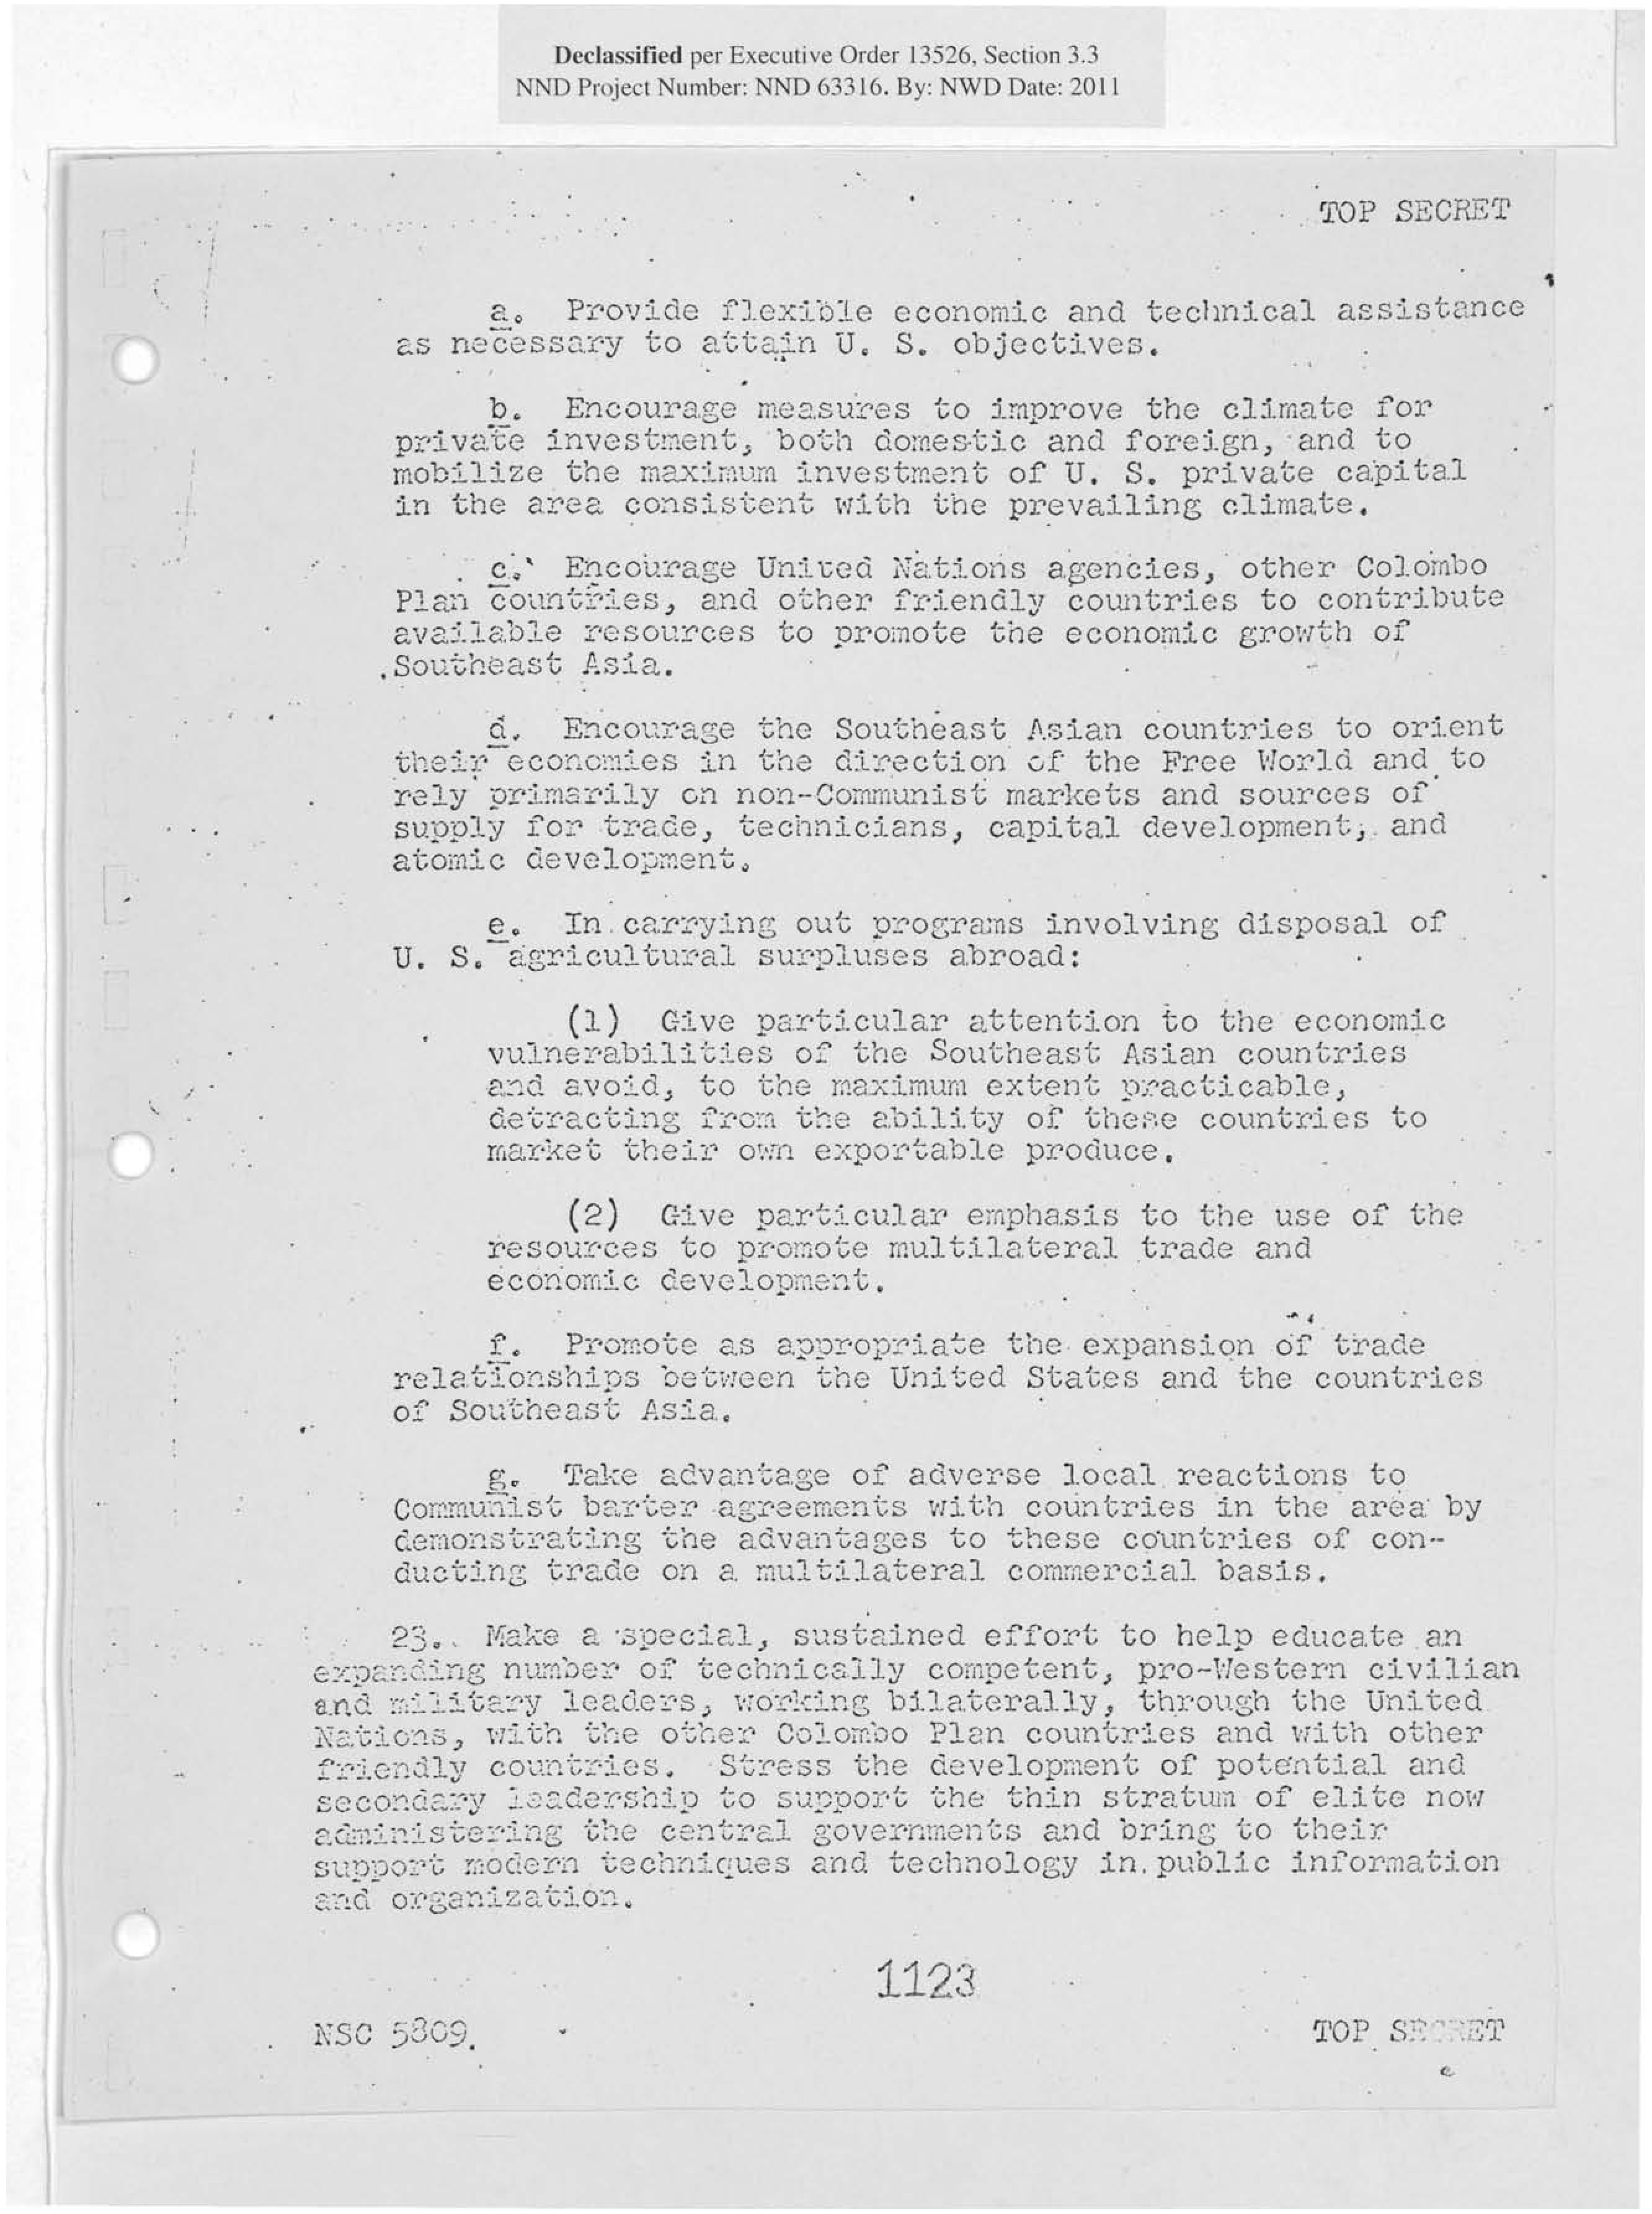 Declassified per Executive Order 13526, Section 3.3
NND Project Number: NND 63316. By: NWD Date: 2011
TOP SECRET
a. Provide flexible economic and technical assistance
as necessary to attain U. S. objectives.
b. Encourage measures to improve the climate for
private investment, both domestic and foreign, and to
mobilize the maximum investment of U. S. private capital
in the area consistent with the prevailing climate.
c. Encourage United Nations agencies, other Colombo
Plan countries, and other friendly countries to contribute
available resources to promote the economic growth of
Southeast Asia.
d. Encourage the Southeast Asian countries to orient
their economies in the direction of the Free World and to
rely primarily on non-Communist markets and sources of
supply for trade, technicians, capital development, and
atomic development.
e. In carrying out programs involving disposal of
U. S. agricultural surpluses abroad:
(1) Give particular attention to the economic
vulnerabilities of the Southeast Asian countries
and avoid, to the maximum extent practicable,
detracting from the ability of these countries to
market their own exportable produce.
(2) Give particular emphasis to the use of the
resources to promote multilateral trade and
economic development.
f. Promote as appropriate the expansion of trade
relationships between the United States and the countries
of Southeast Asia.
g. Take advantage of adverse local reactions to
Communist barter agreements with countries in the area by
demonstrating the advantages to these countries of con-
ducting trade on a multilateral commercial basis.
23. Make a special, sustained effort to help educate an
expanding number of technically competent, pro-Western civilian
and military leaders, working bilaterally, through the United
Nations, with the other Colombo Plan countries and with other
friendly countries. Stress the development of potential and
secondary leadership to support the thin stratum of elite now
administering the central governments and bring to their
support modern techniques and technology in public information
and organization.
1123
NSC 5809
TOP SECRET